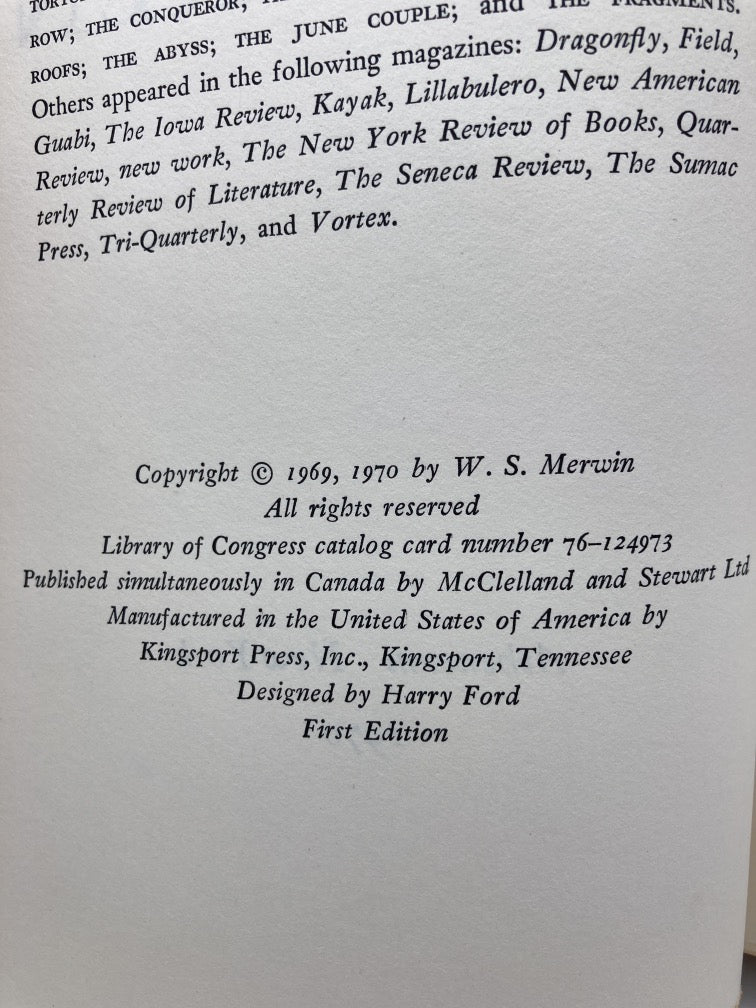 ROW; THE CONQUEROR;
ROOFS; THE ABYSS; THE JUNE COUPLE; and THE FRAGMENTS.
Others appeared in the following magazines: Dragonfly, Field,
Guabi, The Iowa Review, Kayak, Lillabulero, New American
Review, new work, The New York Review of Books, Quar-
terly Review of Literature, The Seneca Review, The Sumac
Press, Tri-Quarterly, and Vortex.
Copyright © 1969, 1970 by W. S. Merwin
All rights reserved
Library of Congress catalog card number 76–124973
Published simultaneously in Canada by McClelland and Stewart Ltd
Manufactured in the United States of America by
Kingsport Press, Inc., Kingsport, Tennessee
Designed by Harry Ford
First Edition